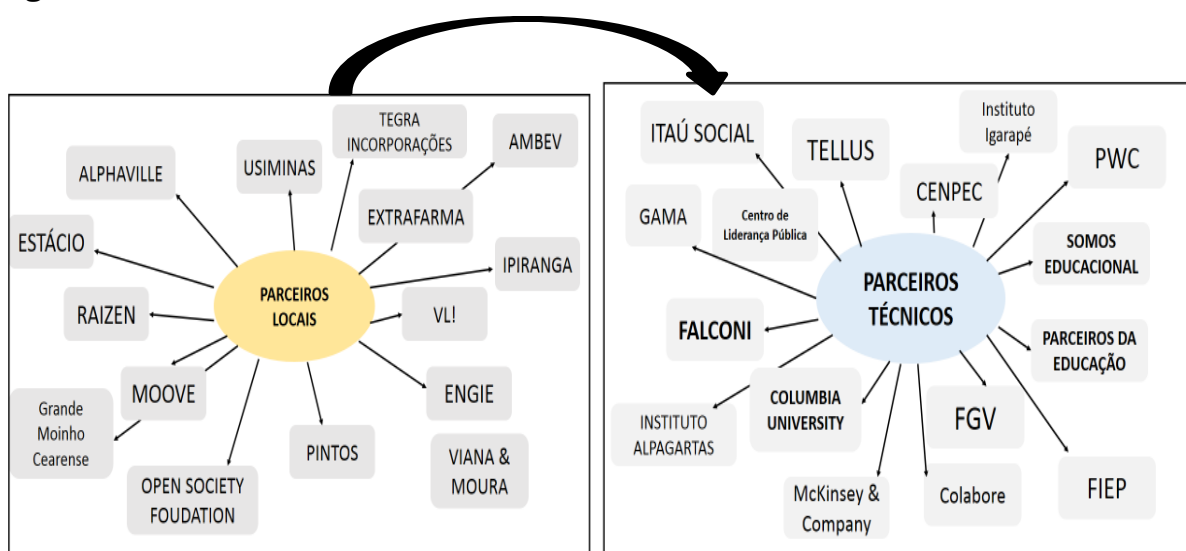 TEGRA
INCORPORAÇÕES
AMBEV
USIMINAS
ALPHAVILLE
EXTRAFARMA
ESTÁCIO
IPIRANGA
PARCEIROS
LOCAIS
RAIZEN
VL!
MOOVE
ENGIE
Grande
Moinho
Cearense
PINTOS
VIANA &
MOURA
OPEN SOCIETY
FOUDATION
ITAÚ SOCIAL
Instituto
Igarapé
TELLUS
PWC
CENPEC
GAMA
Centro de
Liderança Pública
SOMOS
EDUCACIONAL
PARCEIROS
TÉCNICOS
FALCONI
PARCEIROS DA
EDUCAÇÃO
COLUMBIA
UNIVERSITY
FGV
INSTITUTO
ALPAGARTAS
McKinsey &
Company
Colabore
FIEP